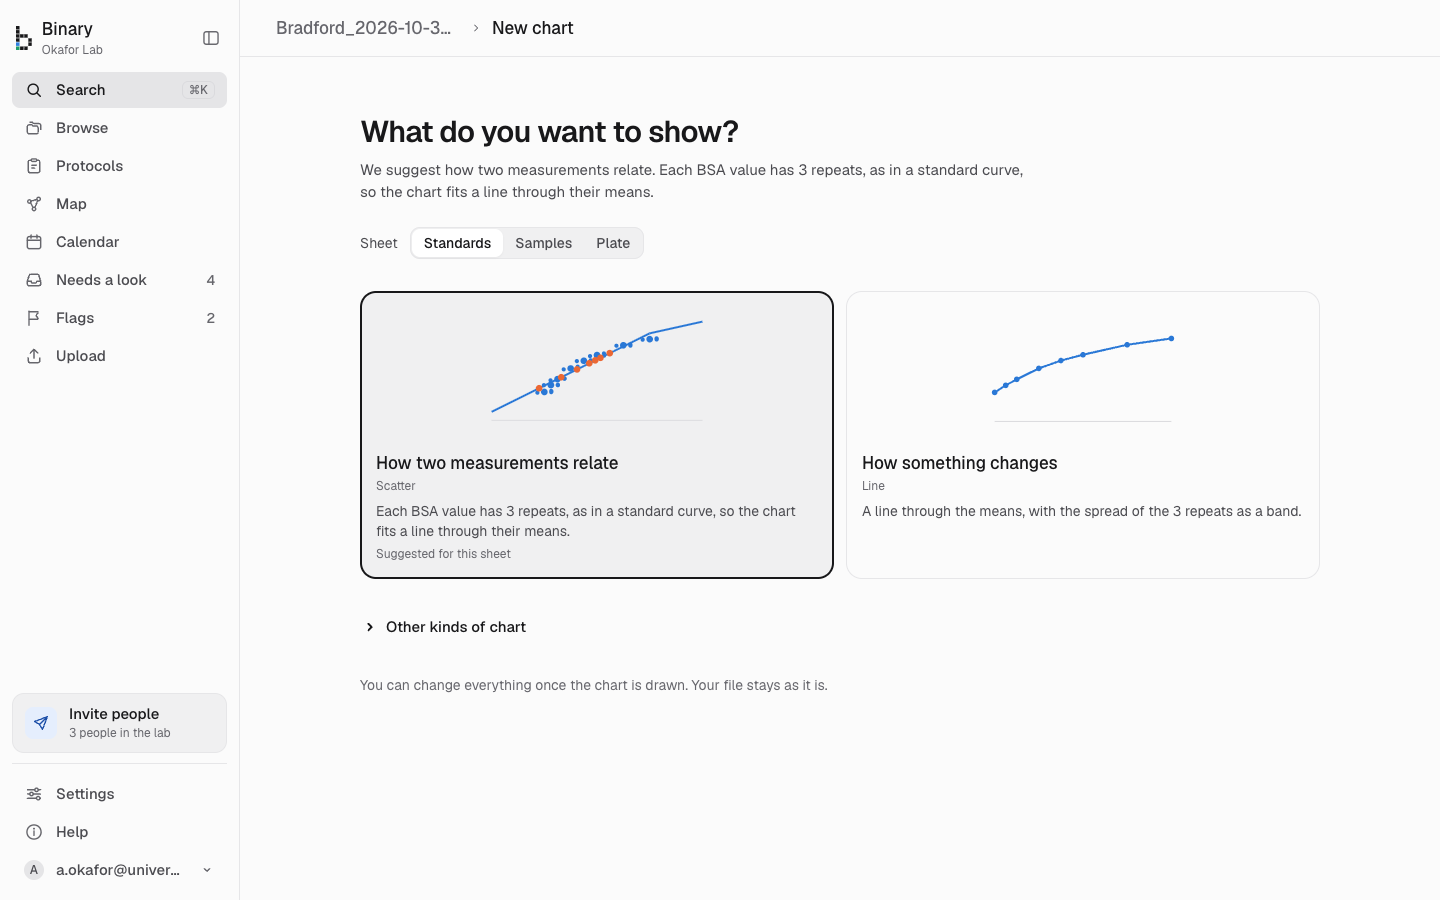 Binary
Okafor Lab
Search ⌘K
Browse
Protocols
Map
Calendar
Needs a look 4
Flags 2
Upload
Invite people
3 people in the lab
Settings
Help
A a.okafor@univer...
Bradford_2026-10-3... › New chart
What do you want to show?
We suggest how two measurements relate. Each BSA value has 3 repeats, as in a standard curve,
so the chart fits a line through their means.
Sheet Standards Samples Plate
How two measurements relate
Scatter
Each BSA value has 3 repeats, as in a standard curve, so the chart
fits a line through their means.
Suggested for this sheet
How something changes
Line
A line through the means, with the spread of the 3 repeats as a band.
Other kinds of chart
You can change everything once the chart is drawn. Your file stays as it is.